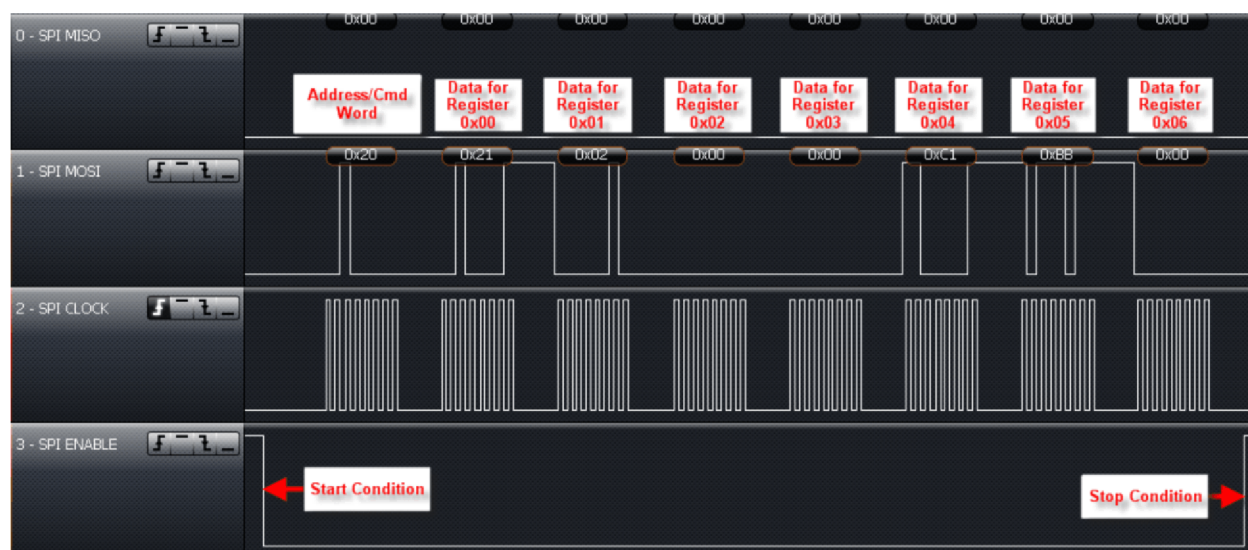 0x00 0x00 0x00 0x00 0x00 0x00 0x00 0x00
0 - SPI MISO
Address/Cmd
Word
Data for
Register
0x00
Data for
Register
0x01
Data for
Register
0x02
Data for
Register
0x03
Data for
Register
0x04
Data for
Register
0x05
Data for
Register
0x06
0x20 0x21 0x02 0x00 0x00 0xC1 0xBB 0x00
1 - SPI MOSI
2 - SPI CLOCK
3 - SPI ENABLE
Start Condition
Stop Condition